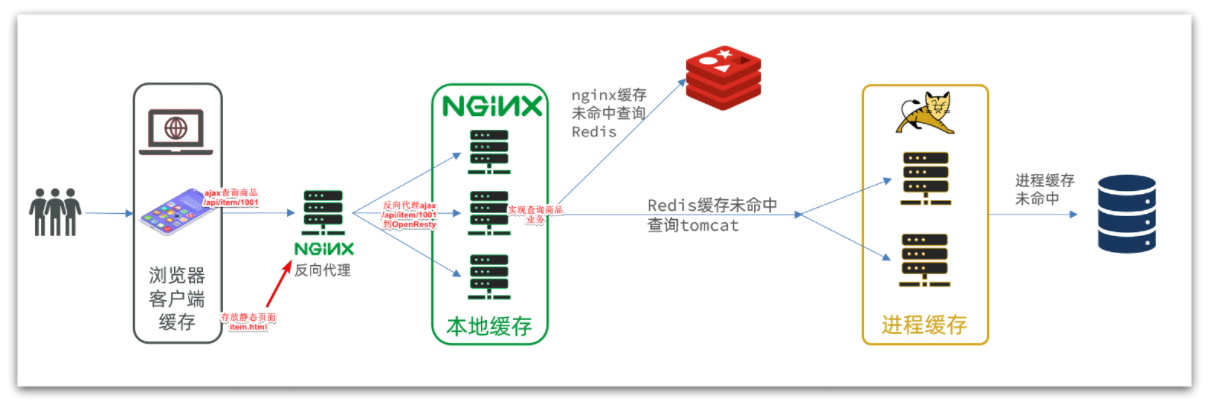 浏览器
客户端
缓存
ajax查询商品
/api/item/1001
NGINX
反向代理
存放静态页面
item.html
NGINX
反向代理ajax
/api/item/1001
到OpenResty
实现查询商品
业务
本地缓存
nginx缓存
未命中查询
Redis
Redis缓存未命中
查询tomcat
进程缓存
进程缓存
未命中